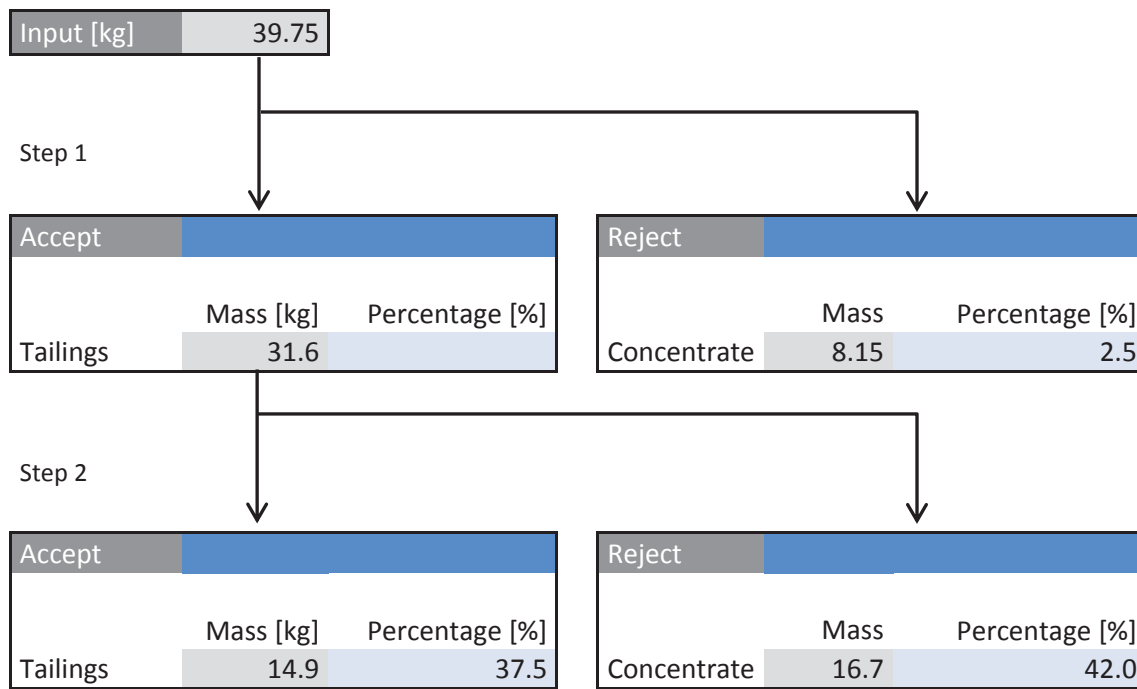 Input [kg] 39.75
Step 1
Accept
Mass [kg] Percentage [%]
Tailings 31.6
Reject
Mass Percentage [%]
Concentrate 8.15 2.5
Step 2
Accept
Mass [kg] Percentage [%]
Tailings 14.9 37.5
Reject
Mass Percentage [%]
Concentrate 16.7 42.0